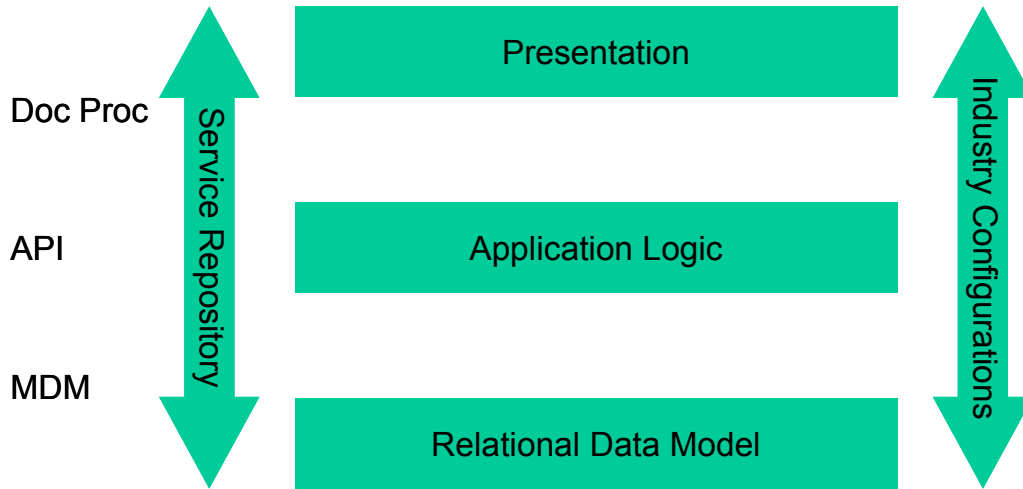 Presentation
Doc Proc
Service Repository
Industry Configurations
API
Application Logic
MDM
Relational Data Model